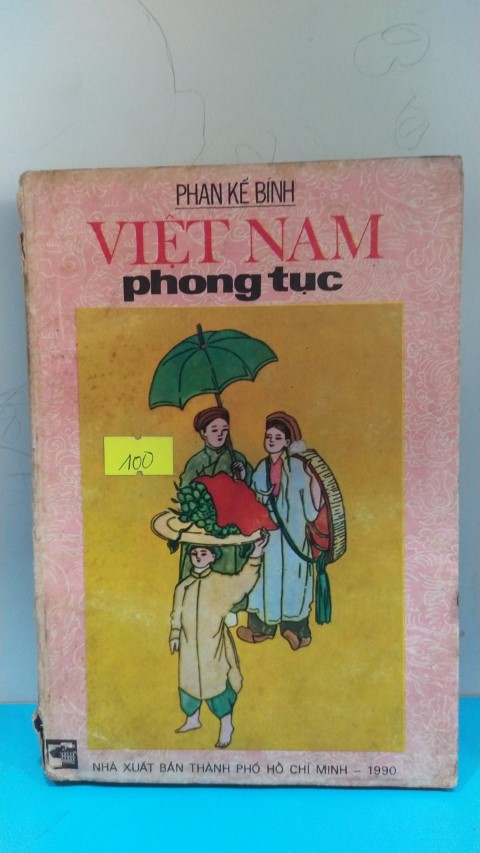 PHAN KẾ BÍNH
VIỆT NAM
phong tục
100
NHÀ XUẤT BẢN THÀNH PHỐ HỒ CHÍ MINH - 1990